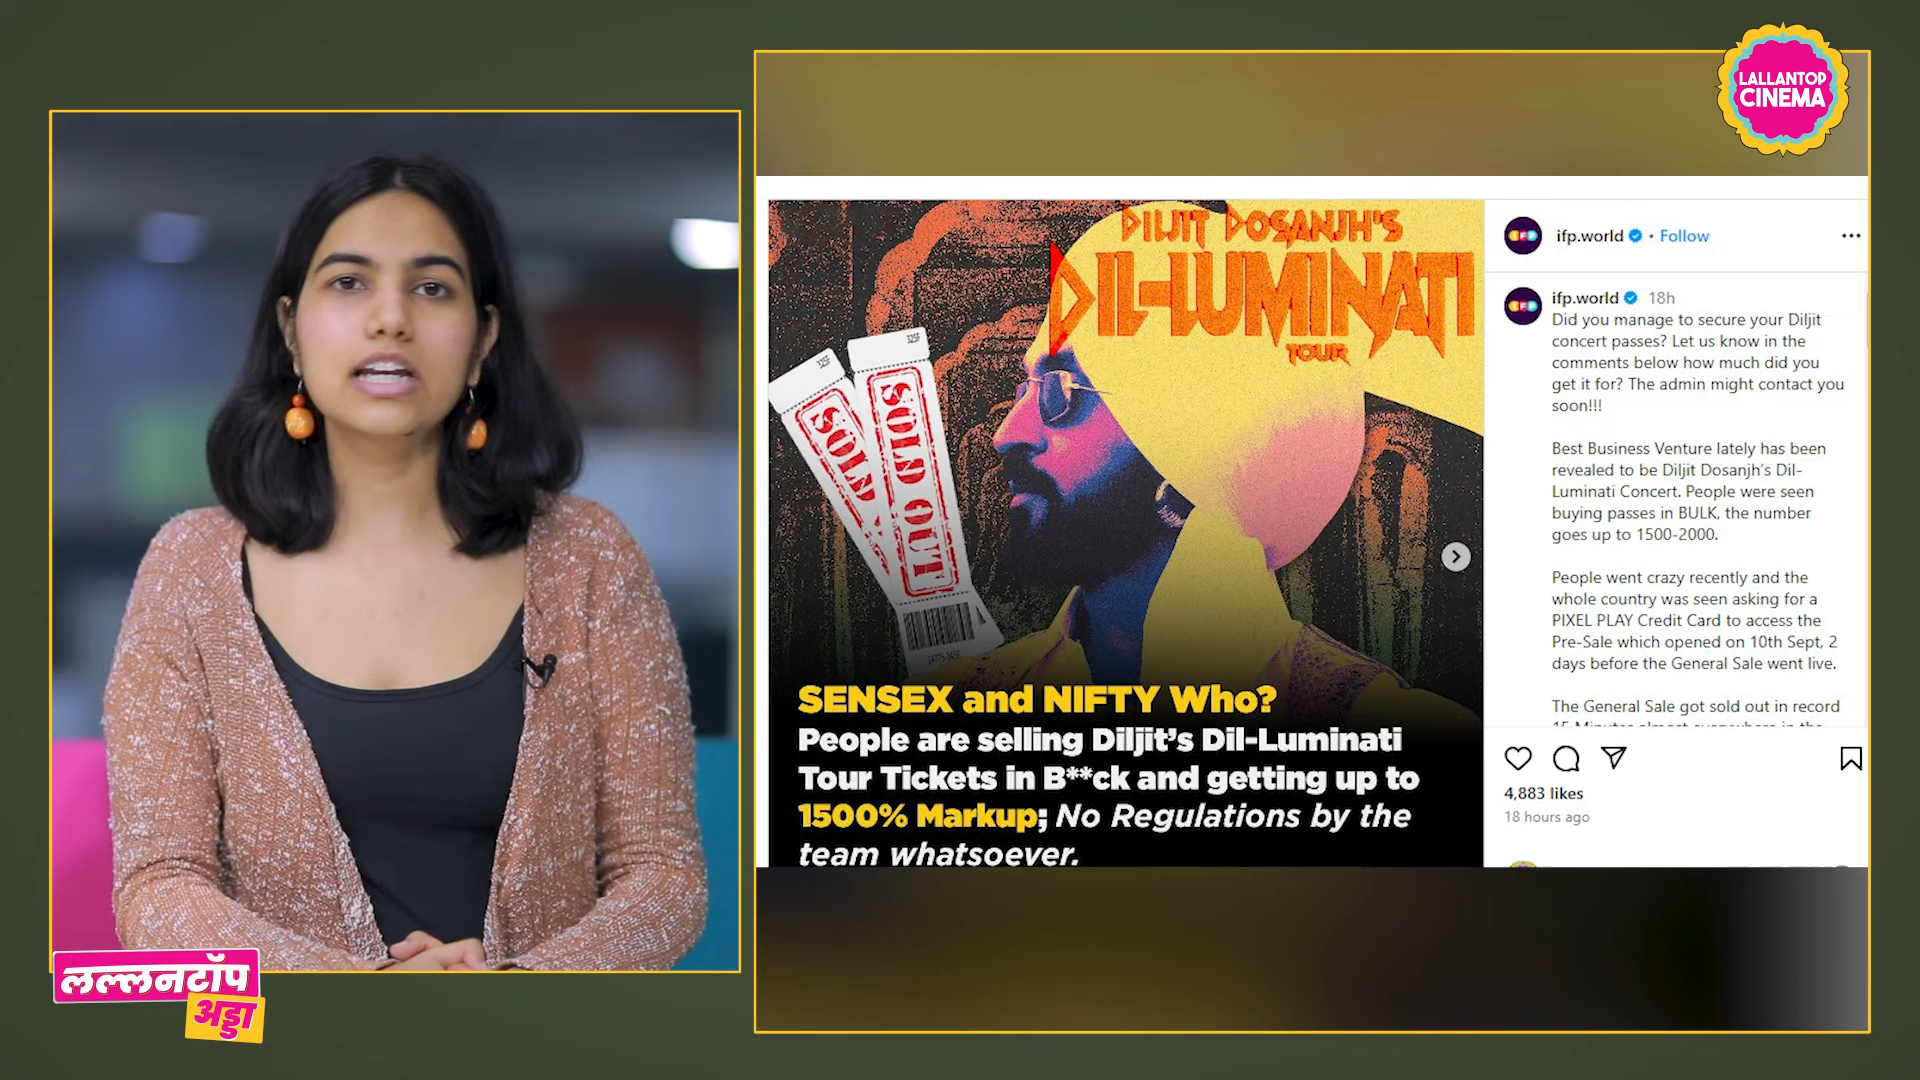 LALLANTOP
CINEMA
DILJIT DOSANJH'S
DIL-LUMINATI
TOUR
325F
325F
SOLD
SOLD OUT
SENSEX and NIFTY Who?
People are selling Diljit's Dil-Luminati
Tour Tickets in B**ck and getting up to
1500% Markup; No Regulations by the
team whatsoever.
ifp.world • Follow
ifp.world 18h
Did you manage to secure your Diljit
concert passes? Let us know in the
comments below how much did you
get it for? The admin might contact you
soon!!!
Best Business Venture lately has been
revealed to be Diljit Dosanjh's Dil-
Luminati Concert. People were seen
buying passes in BULK, the number
goes up to 1500-2000.
People went crazy recently and the
whole country was seen asking for a
PIXEL PLAY Credit Card to access the
Pre-Sale which opened on 10th Sept, 2
days before the General Sale went live.
The General Sale got sold out in record
4,883 likes
18 hours ago
लल्लनटॉप
अड्डा